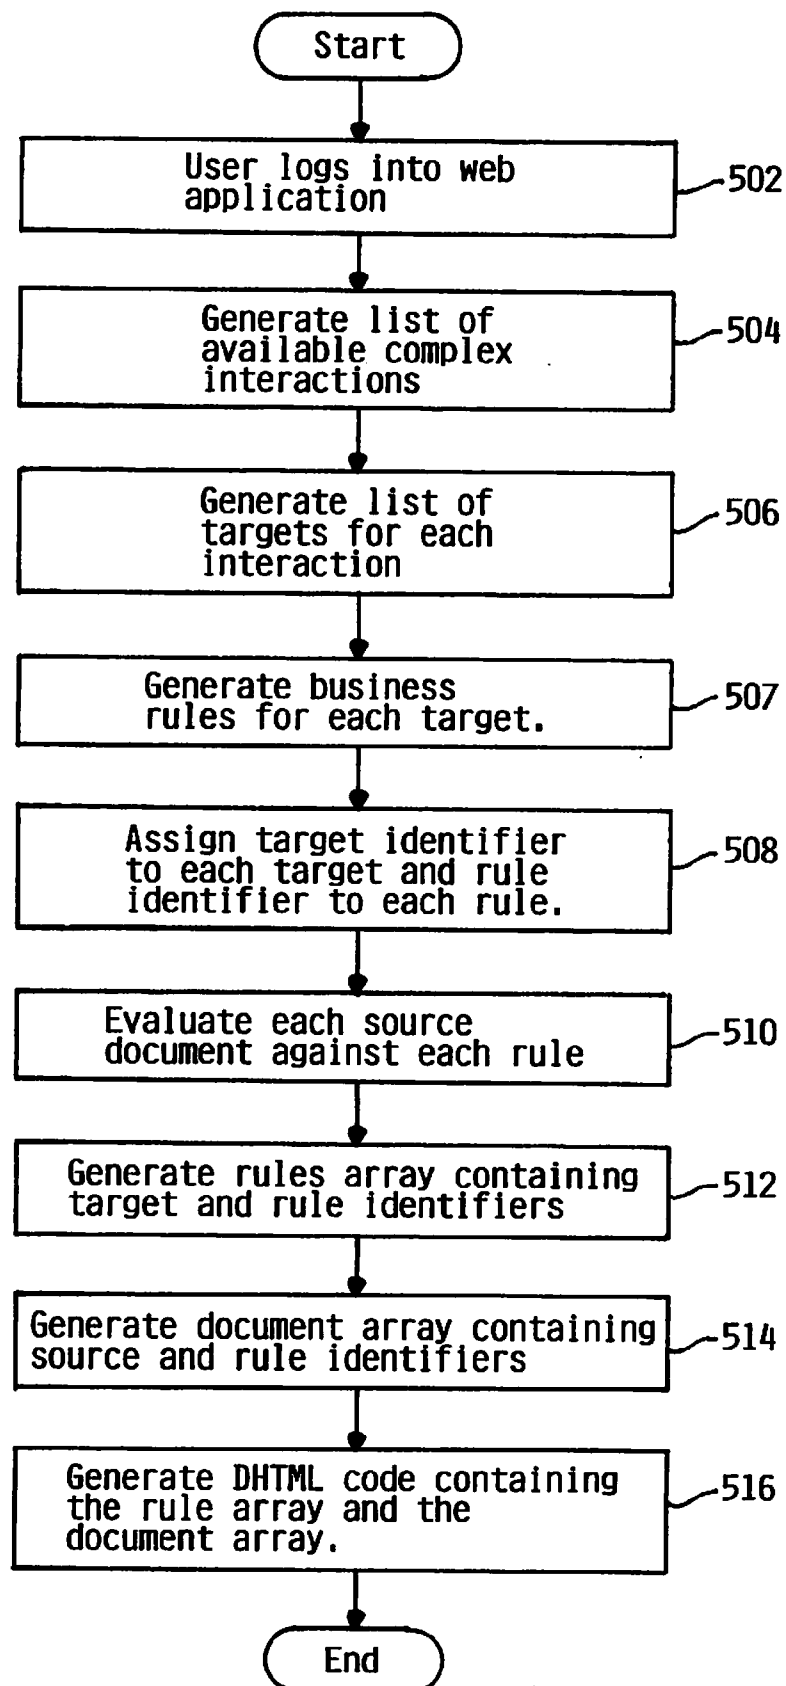 Start
User logs into web
application
502
Generate list of
available complex
interactions
504
Generate list of
targets for each
interaction
506
Generate business
rules for each target.
507
Assign target identifier
to each target and rule
identifier to each rule.
508
Evaluate each source
document against each rule
510
Generate rules array containing
target and rule identifiers
512
Generate document array containing
source and rule identifiers
514
Generate DHTML code containing
the rule array and the
document array.
516
End